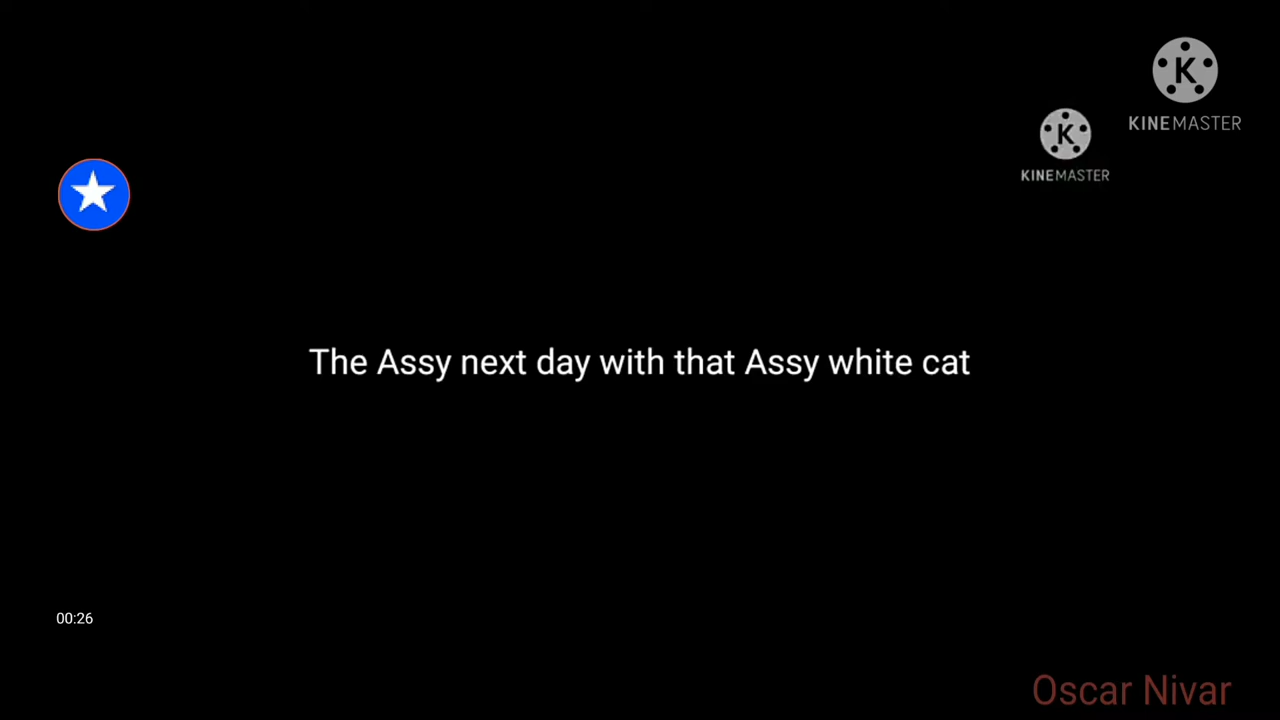 K
KINEMASTER
K
KINEMASTER
The Assy next day with that Assy white cat
00:26
Oscar Nivar